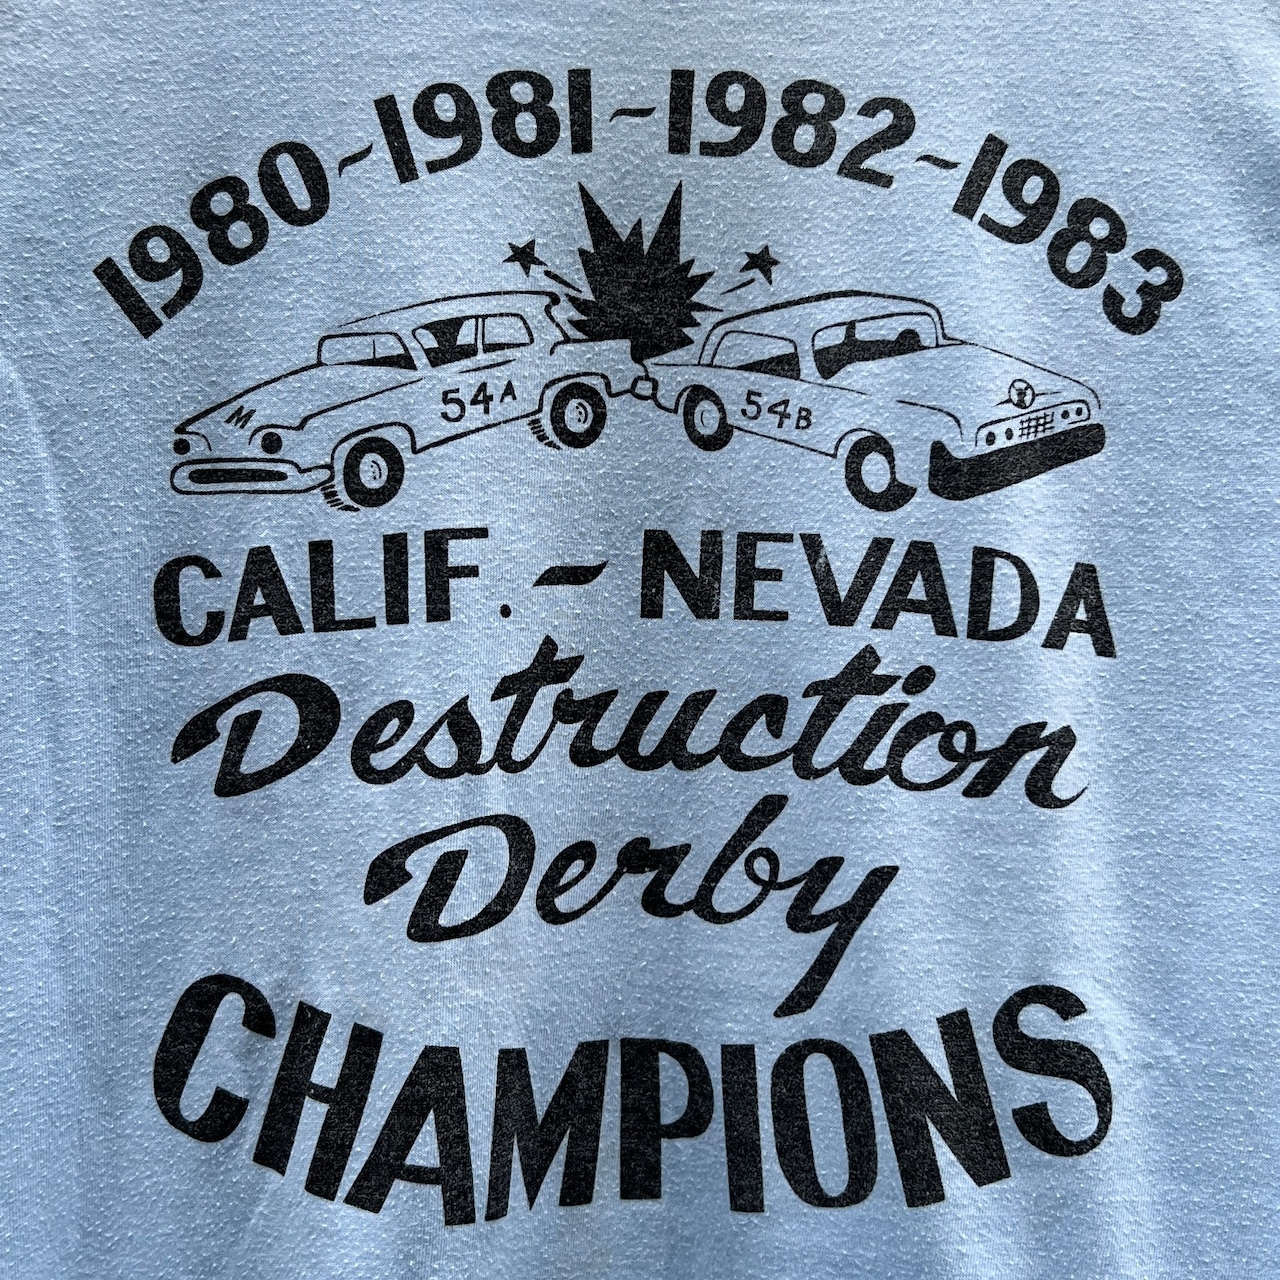 1980~1981~1982~1983
M 54A 54B
CALIF.~NEVADA
Destruction
Derby
CHAMPIONS